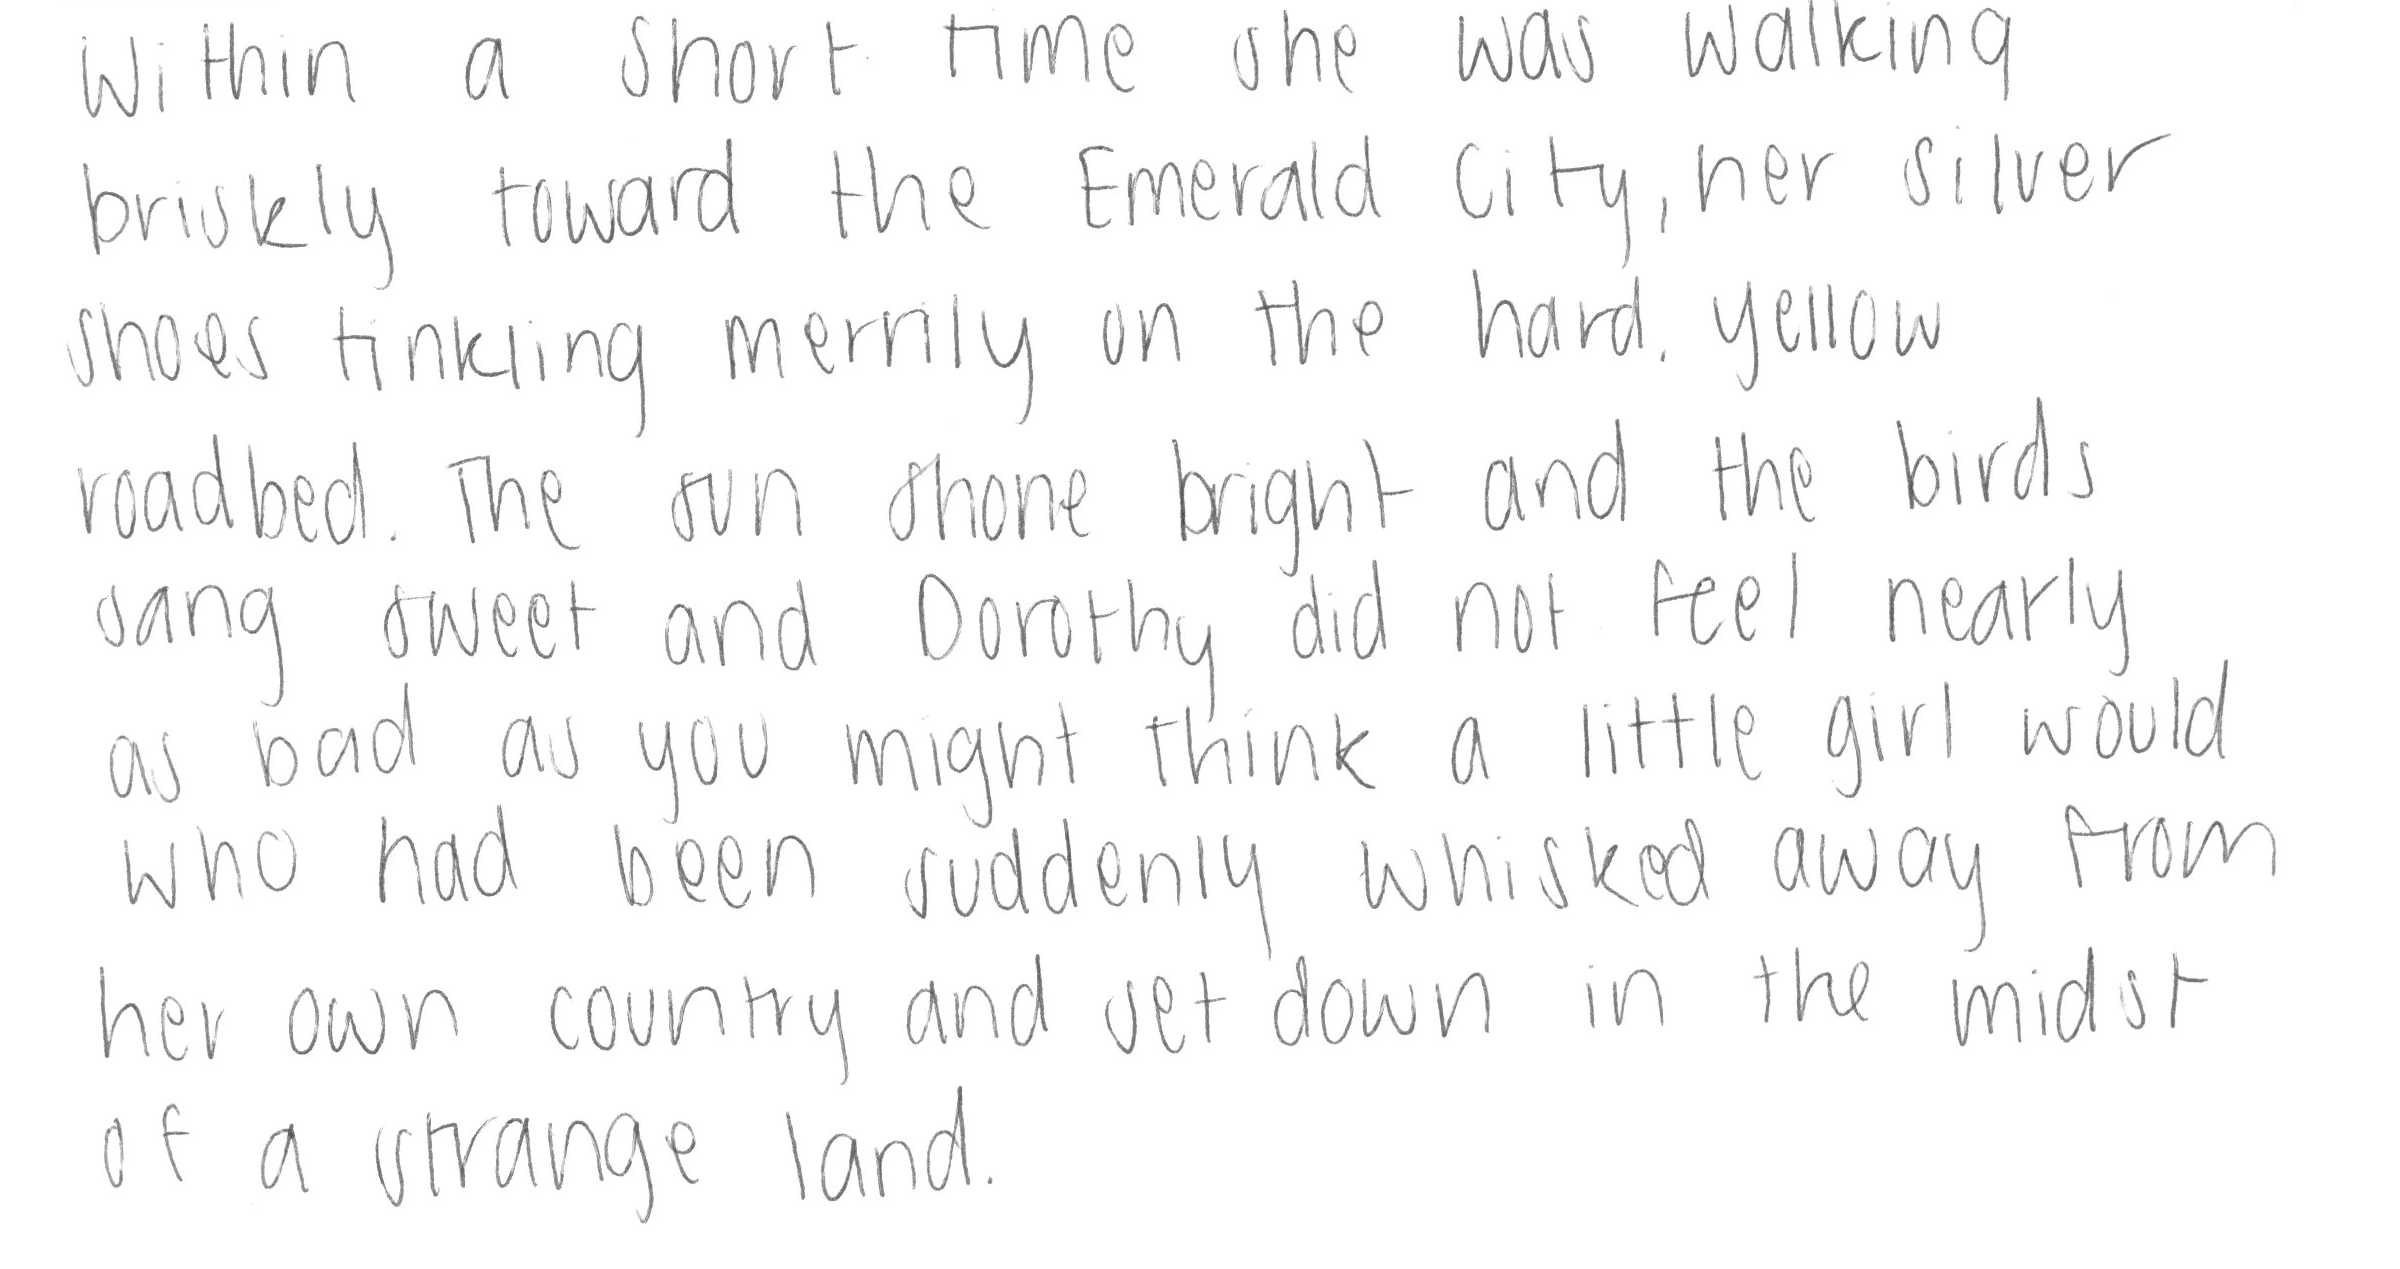 Within a short time she was walking
briskly toward the Emerald City, her silver
shoes tinkling merrily on the hard, yellow
roadbed. The sun shone bright and the birds
sang sweet and Dorothy did not feel nearly
as bad as you might think a little girl would
who had been suddenly whisked away from
her own country and set down in the midst
of a strange land.